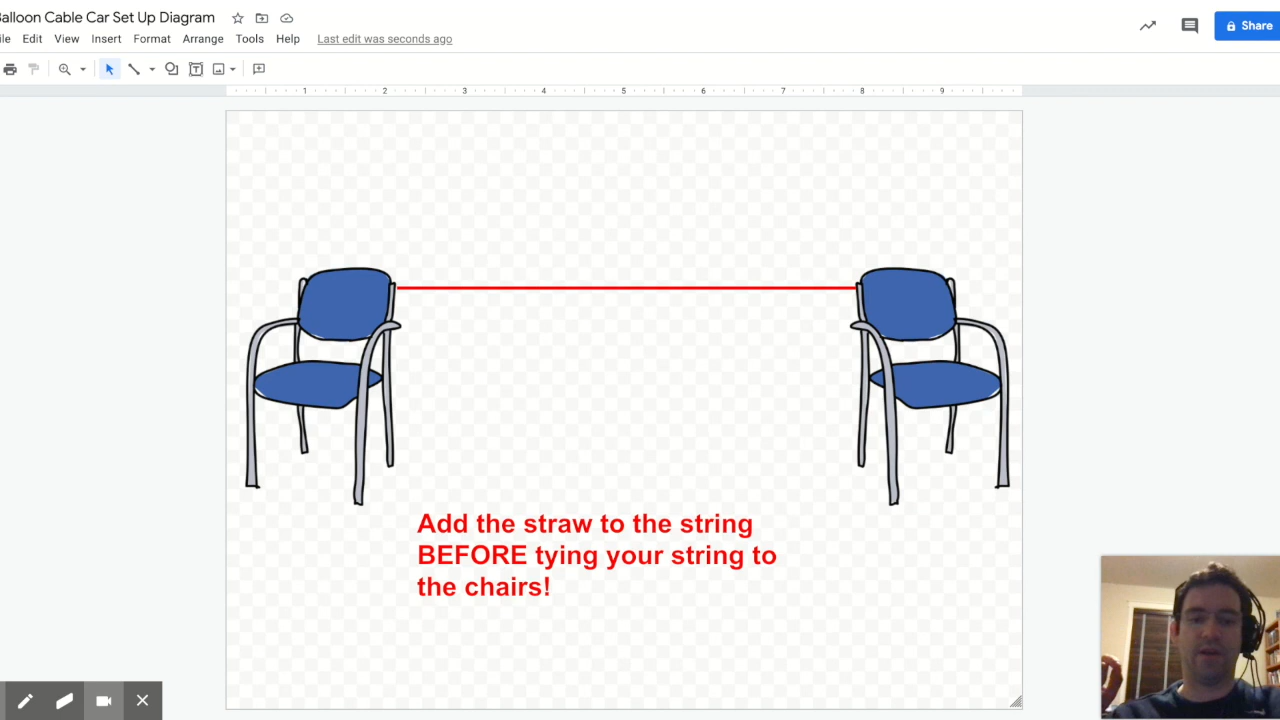 alloon Cable Car Set Up Diagram
ile Edit View Insert Format Arrange Tools Help Last edit was seconds ago
Share
1 2 3 4 5 6 7 8 9
Add the straw to the string
BEFORE tying your string to
the chairs!